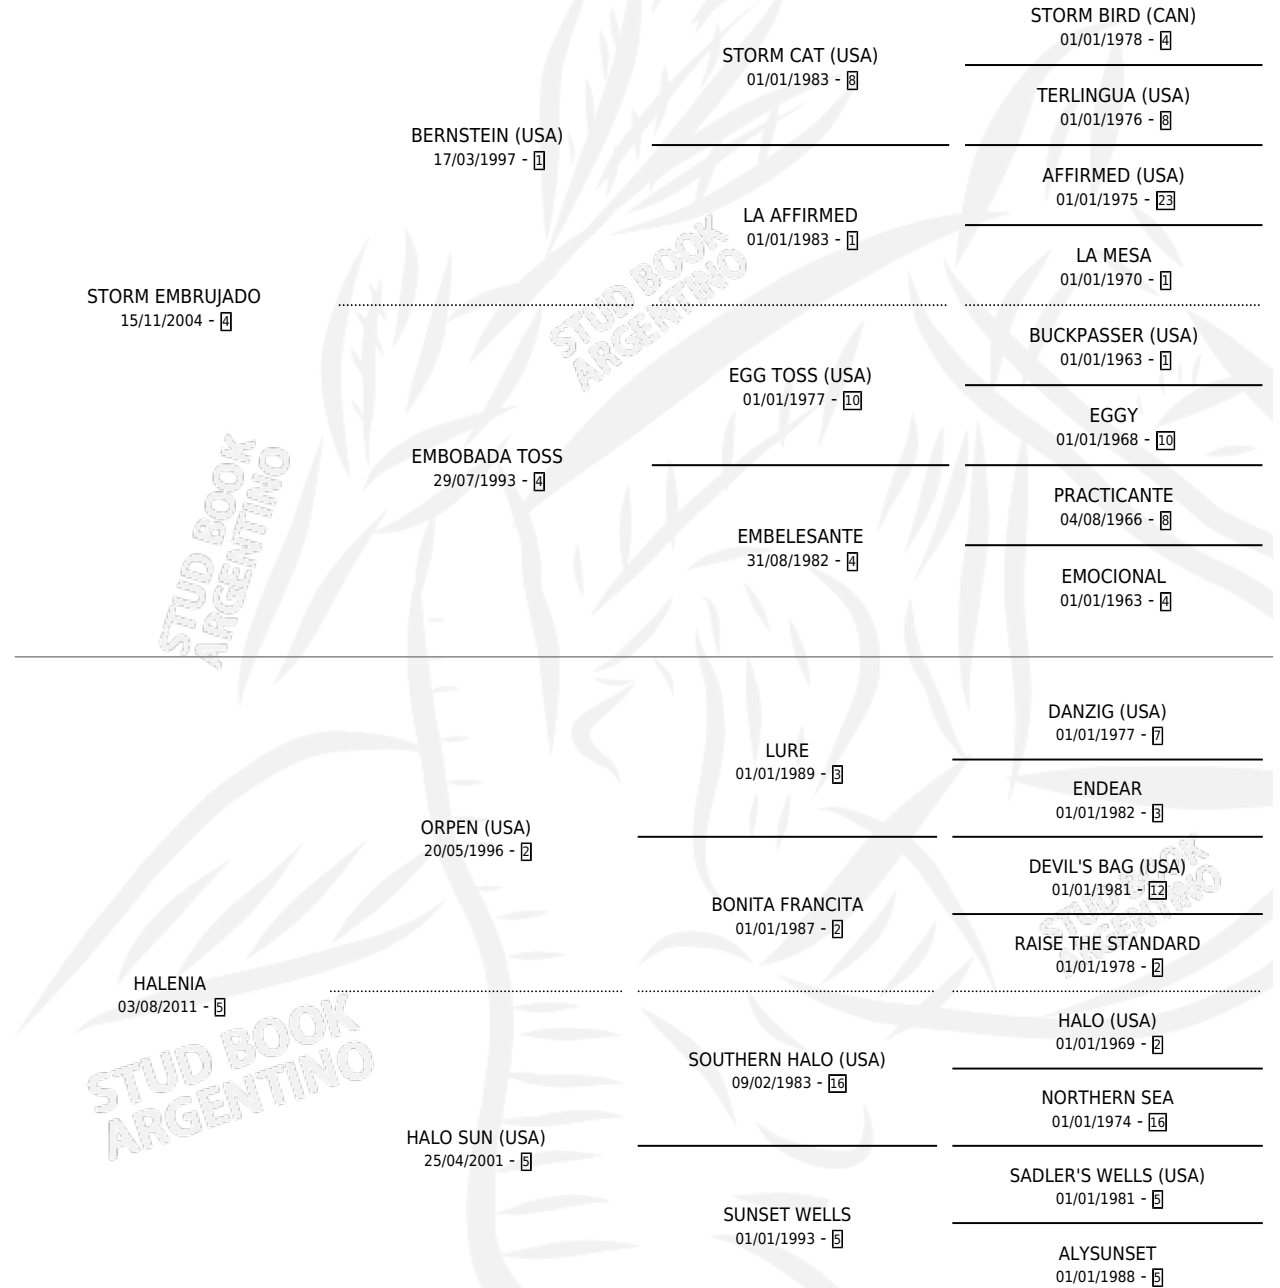 STORM BIRD (CAN)
01/01/1978 - 4
STORM CAT (USA)
01/01/1983 - 8
TERLINGUA (USA)
01/01/1976 - 8
BERNSTEIN (USA)
17/03/1997 - 1
AFFIRMED (USA)
01/01/1975 - 23
LA AFFIRMED
01/01/1983 - 1
LA MESA
01/01/1970 - 1
STORM EMBRUJADO
15/11/2004 - 4
BUCKPASSER (USA)
01/01/1963 - 1
EGG TOSS (USA)
01/01/1977 - 10
EGGY
01/01/1968 - 10
EMBOBADA TOSS
29/07/1993 - 4
PRACTICANTE
04/08/1966 - 8
EMBELESANTE
31/08/1982 - 4
EMOCIONAL
01/01/1963 - 4
DANZIG (USA)
01/01/1977 - 7
LURE
01/01/1989 - 3
ENDEAR
01/01/1982 - 3
ORPEN (USA)
20/05/1996 - 2
DEVIL'S BAG (USA)
01/01/1981 - 12
BONITA FRANCITA
01/01/1987 - 2
RAISE THE STANDARD
01/01/1978 - 2
HALENIA
03/08/2011 - 5
HALO (USA)
01/01/1969 - 2
SOUTHERN HALO (USA)
09/02/1983 - 16
NORTHERN SEA
01/01/1974 - 16
HALO SUN (USA)
25/04/2001 - 5
SADLER'S WELLS (USA)
01/01/1981 - 5
SUNSET WELLS
01/01/1993 - 5
ALYSUNSET
01/01/1988 - 5
STUD BOOK
ARGENTINO
STUD BOOK
ARGENTINO
STUD BOOK
ARGENTINO
STUD BOOK
ARGENTINO